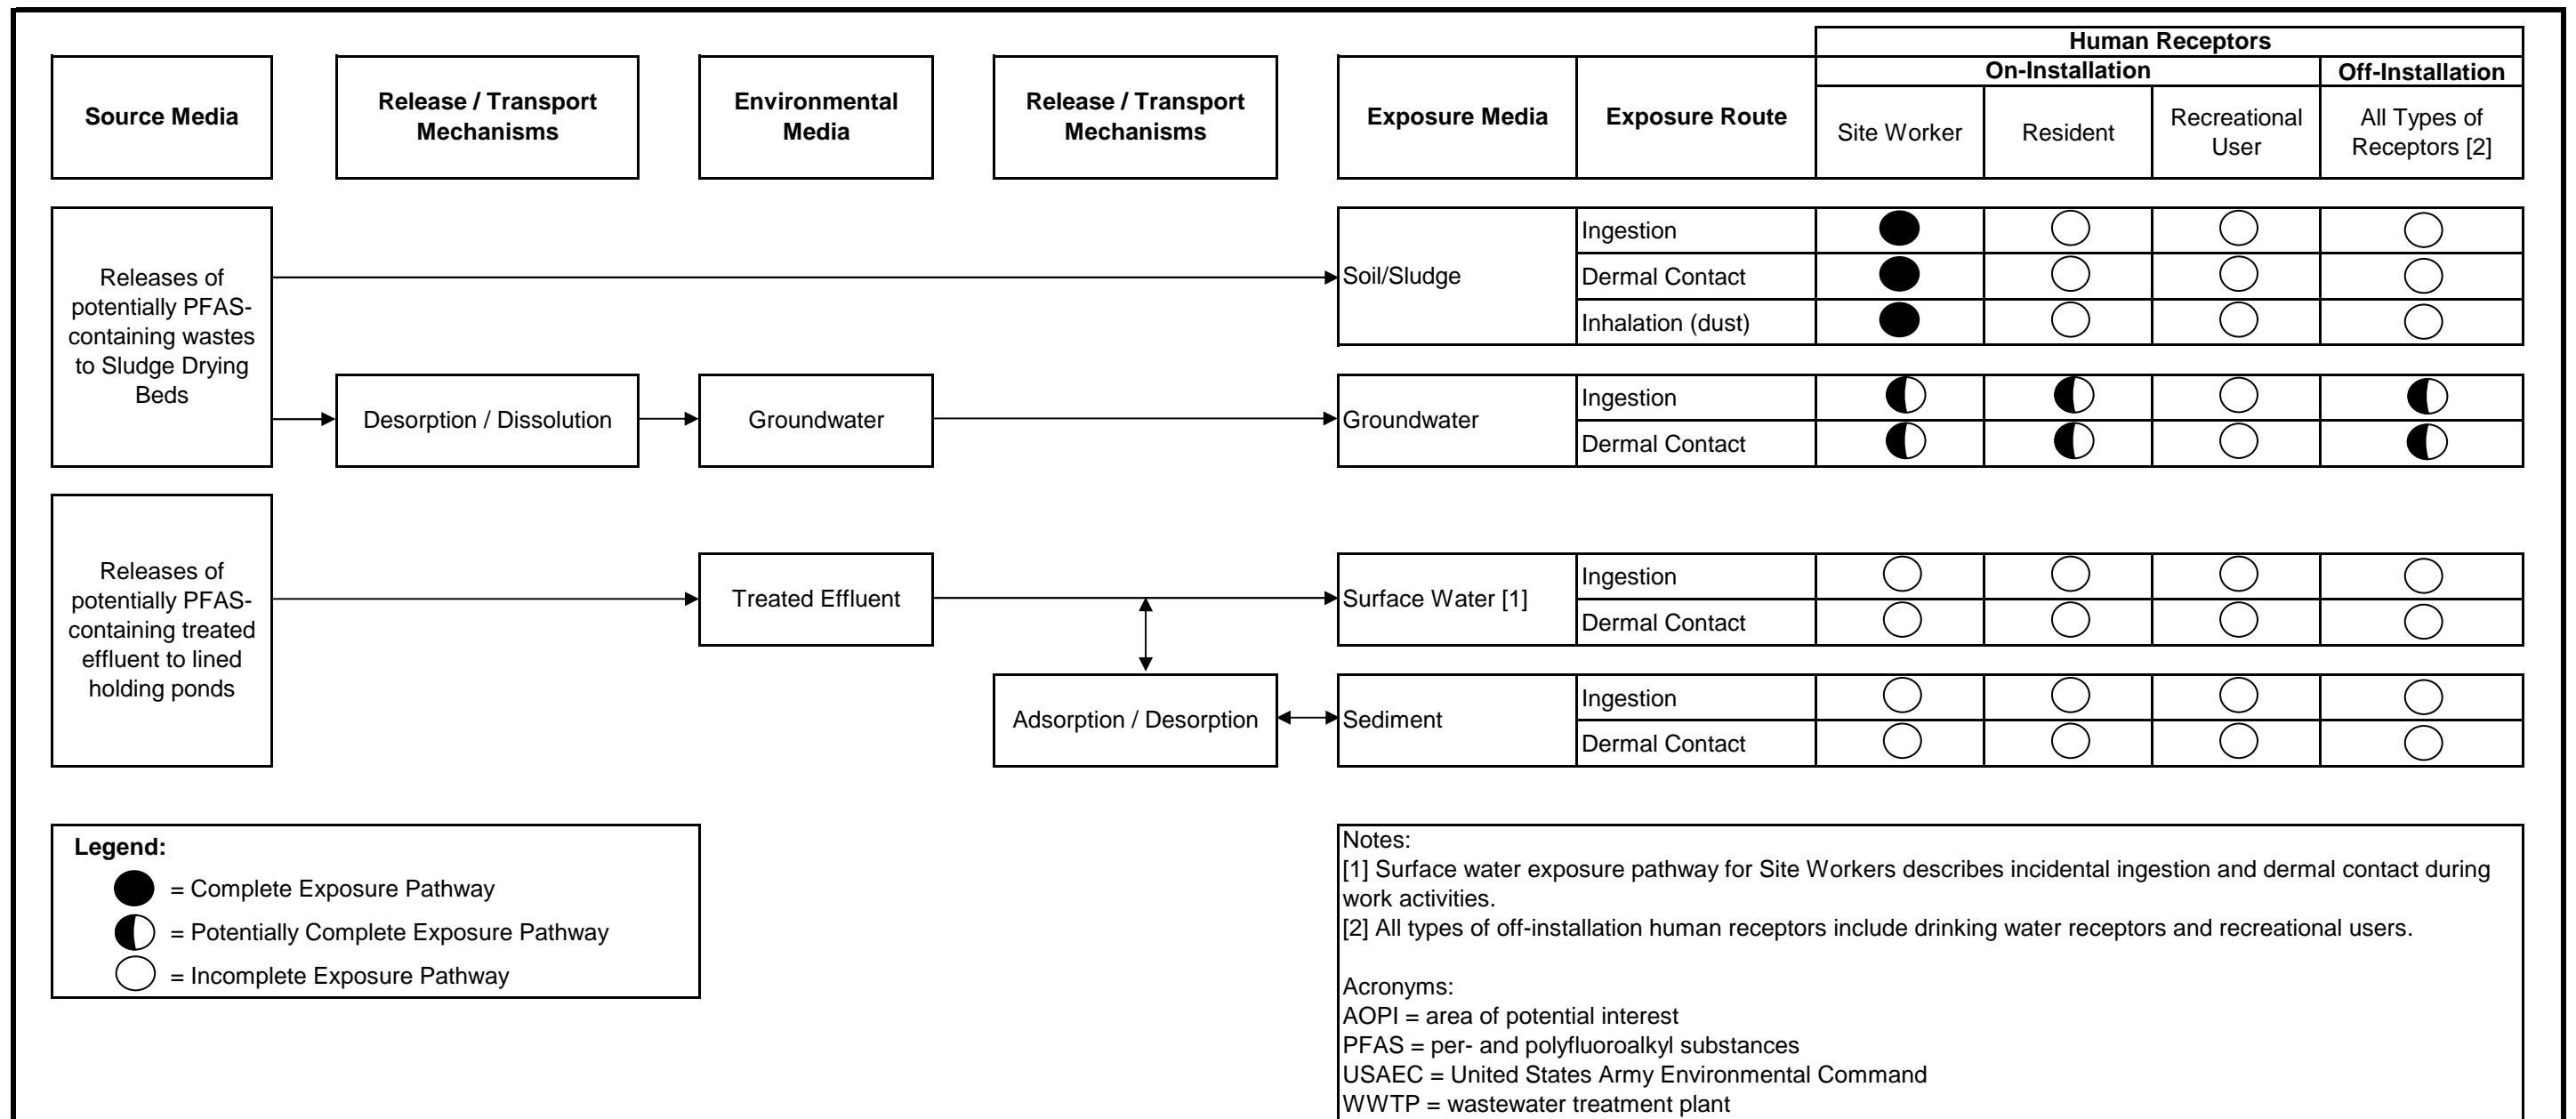 Human Receptors
On-Installation
Off-Installation
Source Media
Release / Transport
Mechanisms
Environmental
Media
Release / Transport
Mechanisms
Exposure Media
Exposure Route
Site Worker
Resident
Recreational
User
All Types of
Receptors [2]
Releases of
potentially PFAS-
containing wastes
to Sludge Drying
Beds
Soil/Sludge
Ingestion
Dermal Contact
Inhalation (dust)
Desorption / Dissolution
Groundwater
Groundwater
Ingestion
Dermal Contact
Releases of
potentially PFAS-
containing treated
effluent to lined
holding ponds
Treated Effluent
Surface Water [1]
Ingestion
Dermal Contact
Adsorption / Desorption
Sediment
Ingestion
Dermal Contact
Legend:
= Complete Exposure Pathway
= Potentially Complete Exposure Pathway
= Incomplete Exposure Pathway
Notes:
[1] Surface water exposure pathway for Site Workers describes incidental ingestion and dermal contact during
work activities.
[2] All types of off-installation human receptors include drinking water receptors and recreational users.
Acronyms:
AOPI = area of potential interest
PFAS = per- and polyfluoroalkyl substances
USAEC = United States Army Environmental Command
WWTP = wastewater treatment plant